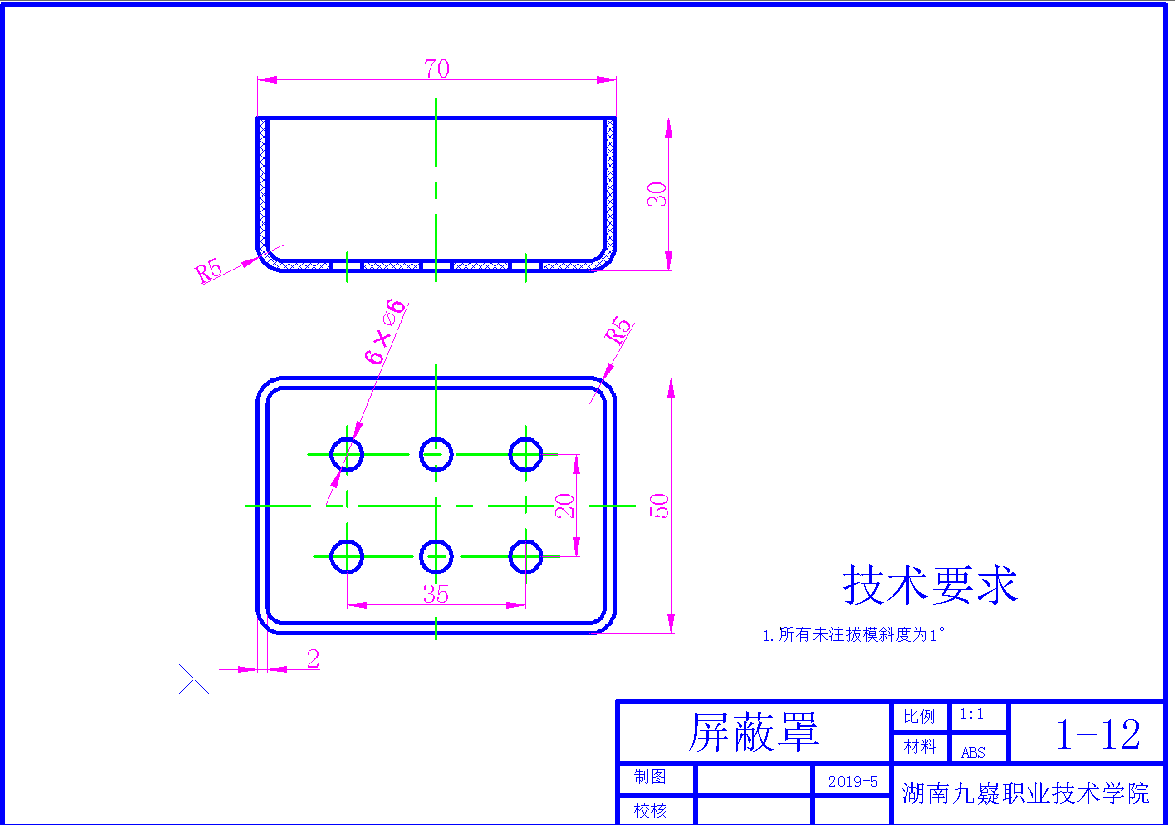 70
30
R5
6×⌀6
R5
20
50
35
2
技术要求
1.所有未注拔模斜度为1°
屏蔽罩
比例
1:1
1-12
材料
ABS
制图
2019-5
湖南九嶷职业技术学院
校核